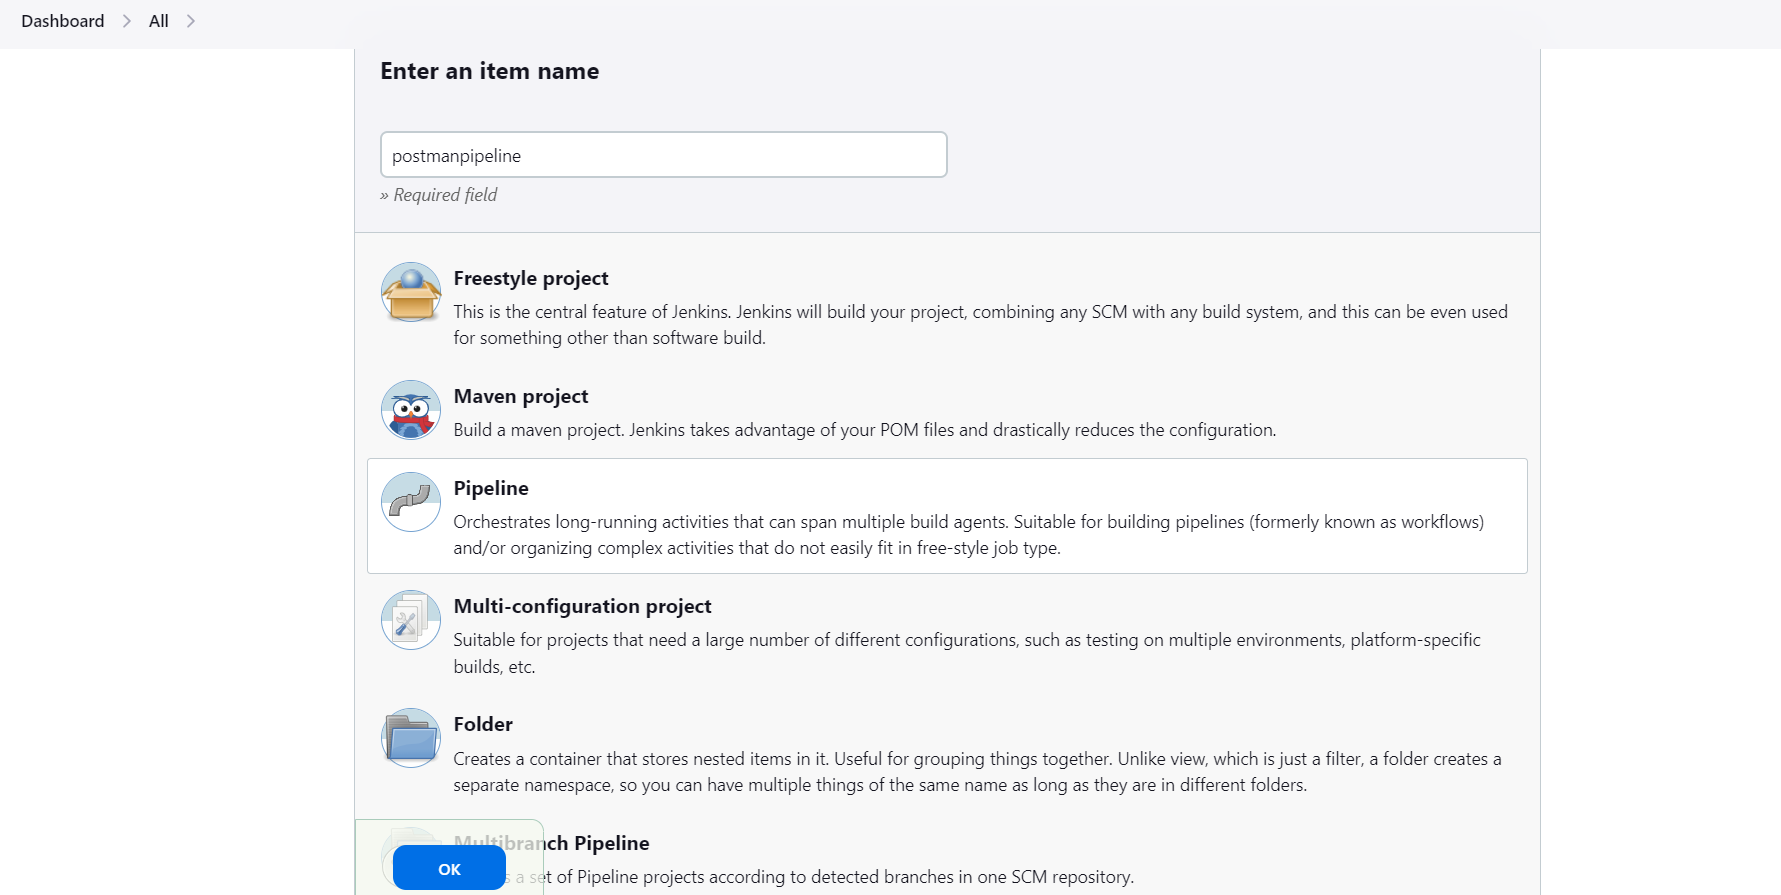 Dashboard > All >
Enter an item name
postmanpipeline
» Required field
Freestyle project
This is the central feature of Jenkins. Jenkins will build your project, combining any SCM with any build system, and this can be even used
for something other than software build.
Maven project
Build a maven project. Jenkins takes advantage of your POM files and drastically reduces the configuration.
Pipeline
Orchestrates long-running activities that can span multiple build agents. Suitable for building pipelines (formerly known as workflows)
and/or organizing complex activities that do not easily fit in free-style job type.
Multi-configuration project
Suitable for projects that need a large number of different configurations, such as testing on multiple environments, platform-specific
builds, etc.
Folder
Creates a container that stores nested items in it. Useful for grouping things together. Unlike view, which is just a filter, a folder creates a
separate namespace, so you can have multiple things of the same name as long as they are in different folders.
Multibranch Pipeline
OK
a set of Pipeline projects according to detected branches in one SCM repository.